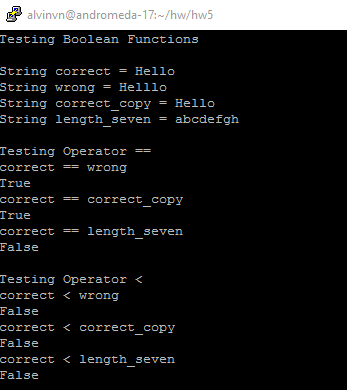 alvinvn@andromeda-17:~/hw/hw5
Testing Boolean Functions
String correct = Hello
String wrong = Helllo
String correct_copy = Hello
String length_seven = abcdefgh
Testing Operator ==
correct == wrong
True
correct == correct_copy
True
correct == length_seven
False
Testing Operator <
correct < wrong
False
correct < correct_copy
False
correct < length_seven
False